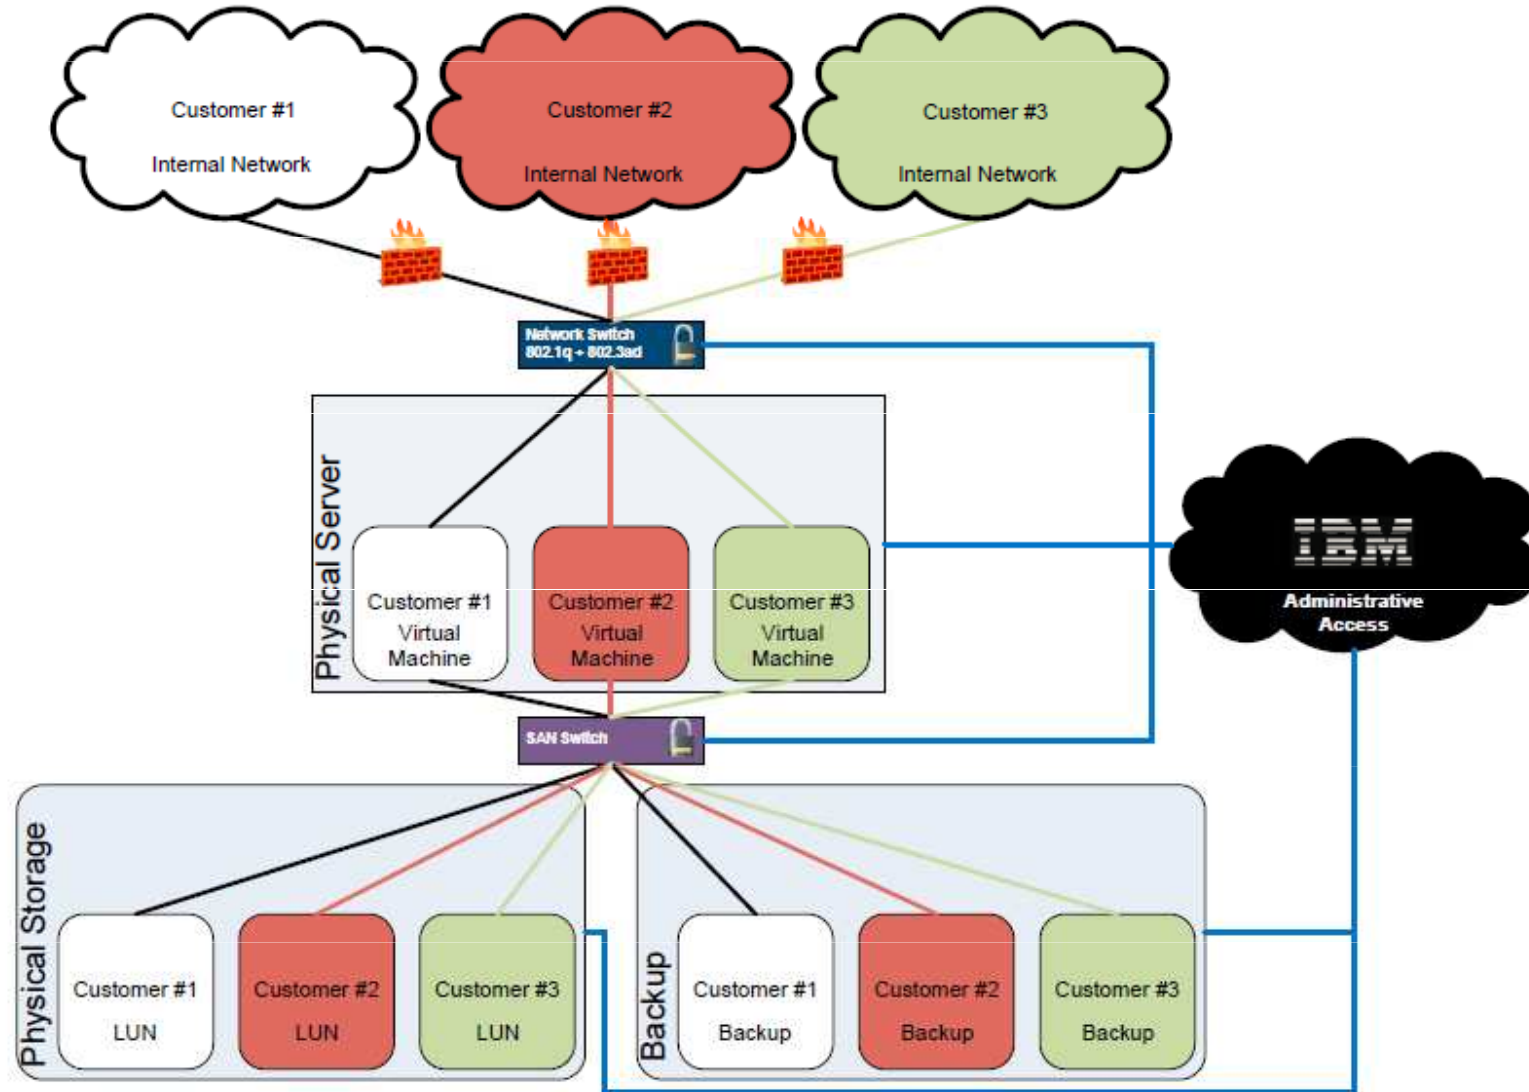 Customer #1
Internal Network
Customer #2
Internal Network
Customer #3
Internal Network
Network Switch
802.1q + 802.3ad
Physical Server
Customer #1
Virtual
Machine
Customer #2
Virtual
Machine
Customer #3
Virtual
Machine
IBM
Administrative
Access
SAN Switch
Physical Storage
Customer #1
LUN
Customer #2
LUN
Customer #3
LUN
Backup
Customer #1
Backup
Customer #2
Backup
Customer #3
Backup